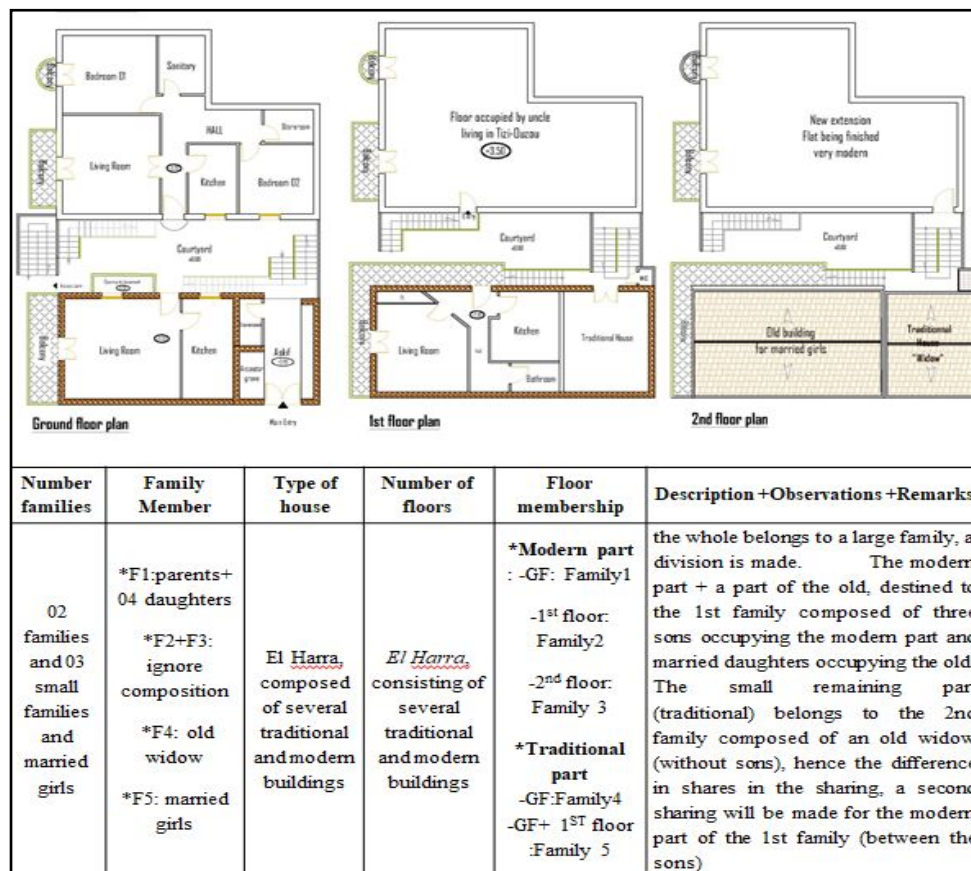 Balcony
Bedroom 01
Sanitary
HALL
Storeroom
Balcony
Living Room
Kitchen
Bedroom 02
Courtyard
Balcony
Living Room
Kitchen
Ancestor
grave
Askif
Main Entry
Ground floor plan
Balcony
Floor occupied by uncle
living in Tizi-Ouzou
+3.50
Balcony
Entry
Courtyard
Balcony
Living Room
Kitchen
Bathroom
Traditional House
1st floor plan
Balcony
New extension
Flat being finished
very modern
Balcony
Courtyard
Old building
for married girls
Traditionnal
House
"Widow"
2nd floor plan
Number
families
Family
Member
Type of
house
Number of
floors
Floor
membership
Description +Observations +Remarks
02
families
and 03
small
families
and
married
girls
*F1:parents+
04 daughters
*F2+F3:
ignore
composition
*F4: old
widow
*F5: married
girls
El Harra,
composed
of several
traditional
and modern
buildings
El Harra,
consisting of
several
traditional
and modern
buildings
*Modern part
: -GF: Family1
-1st floor:
Family2
-2nd floor:
Family 3
*Traditional
part
-GF:Family4
-GF+ 1ST floor
:Family 5
the whole belongs to a large family, a
division is made. The modern
part + a part of the old, destined to
the 1st family composed of three
sons occupying the modern part and
married daughters occupying the old
The small remaining part
(traditional) belongs to the 2nd
family composed of an old widow
(without sons), hence the difference
in shares in the sharing, a second
sharing will be made for the modern
part of the 1st family (between the
sons)